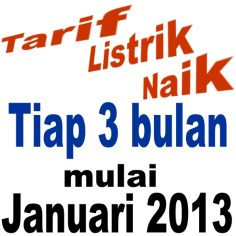 Tarif
Listrik
Naik
Tiap 3 bulan
mulai
Januari 2013